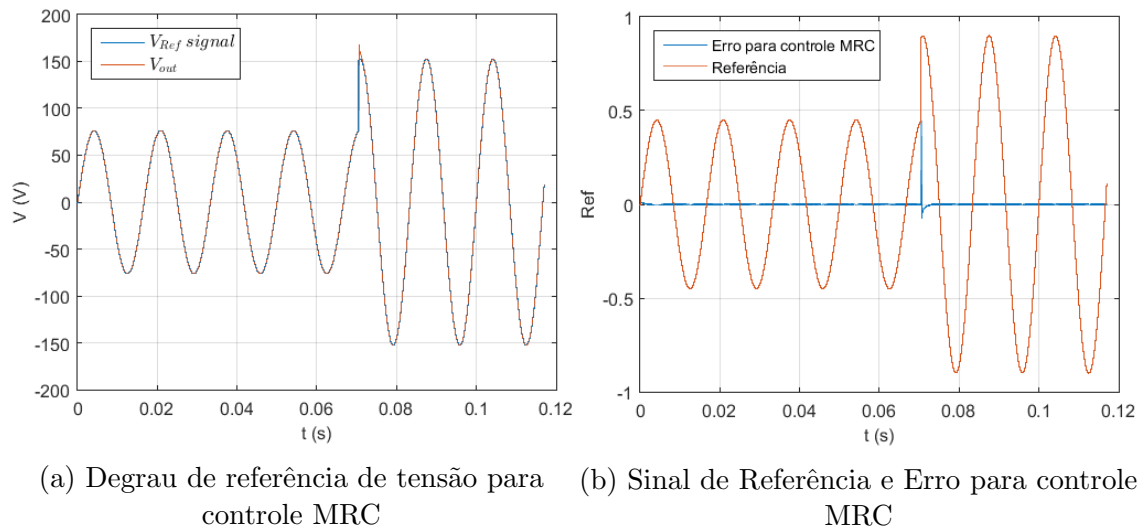 200
150
100
50
0
-50
-100
-150
-200
V (V)
V_Ref signal
V_out
0
0.02
0.04
0.06
0.08
0.1
0.12
t (s)
1
0.5
0
-0.5
-1
Ref
Erro para controle MRC
Referência
0
0.02
0.04
0.06
0.08
0.1
0.12
t (s)
(a) Degrau de referência de tensão para
controle MRC
(b) Sinal de Referência e Erro para controle
MRC